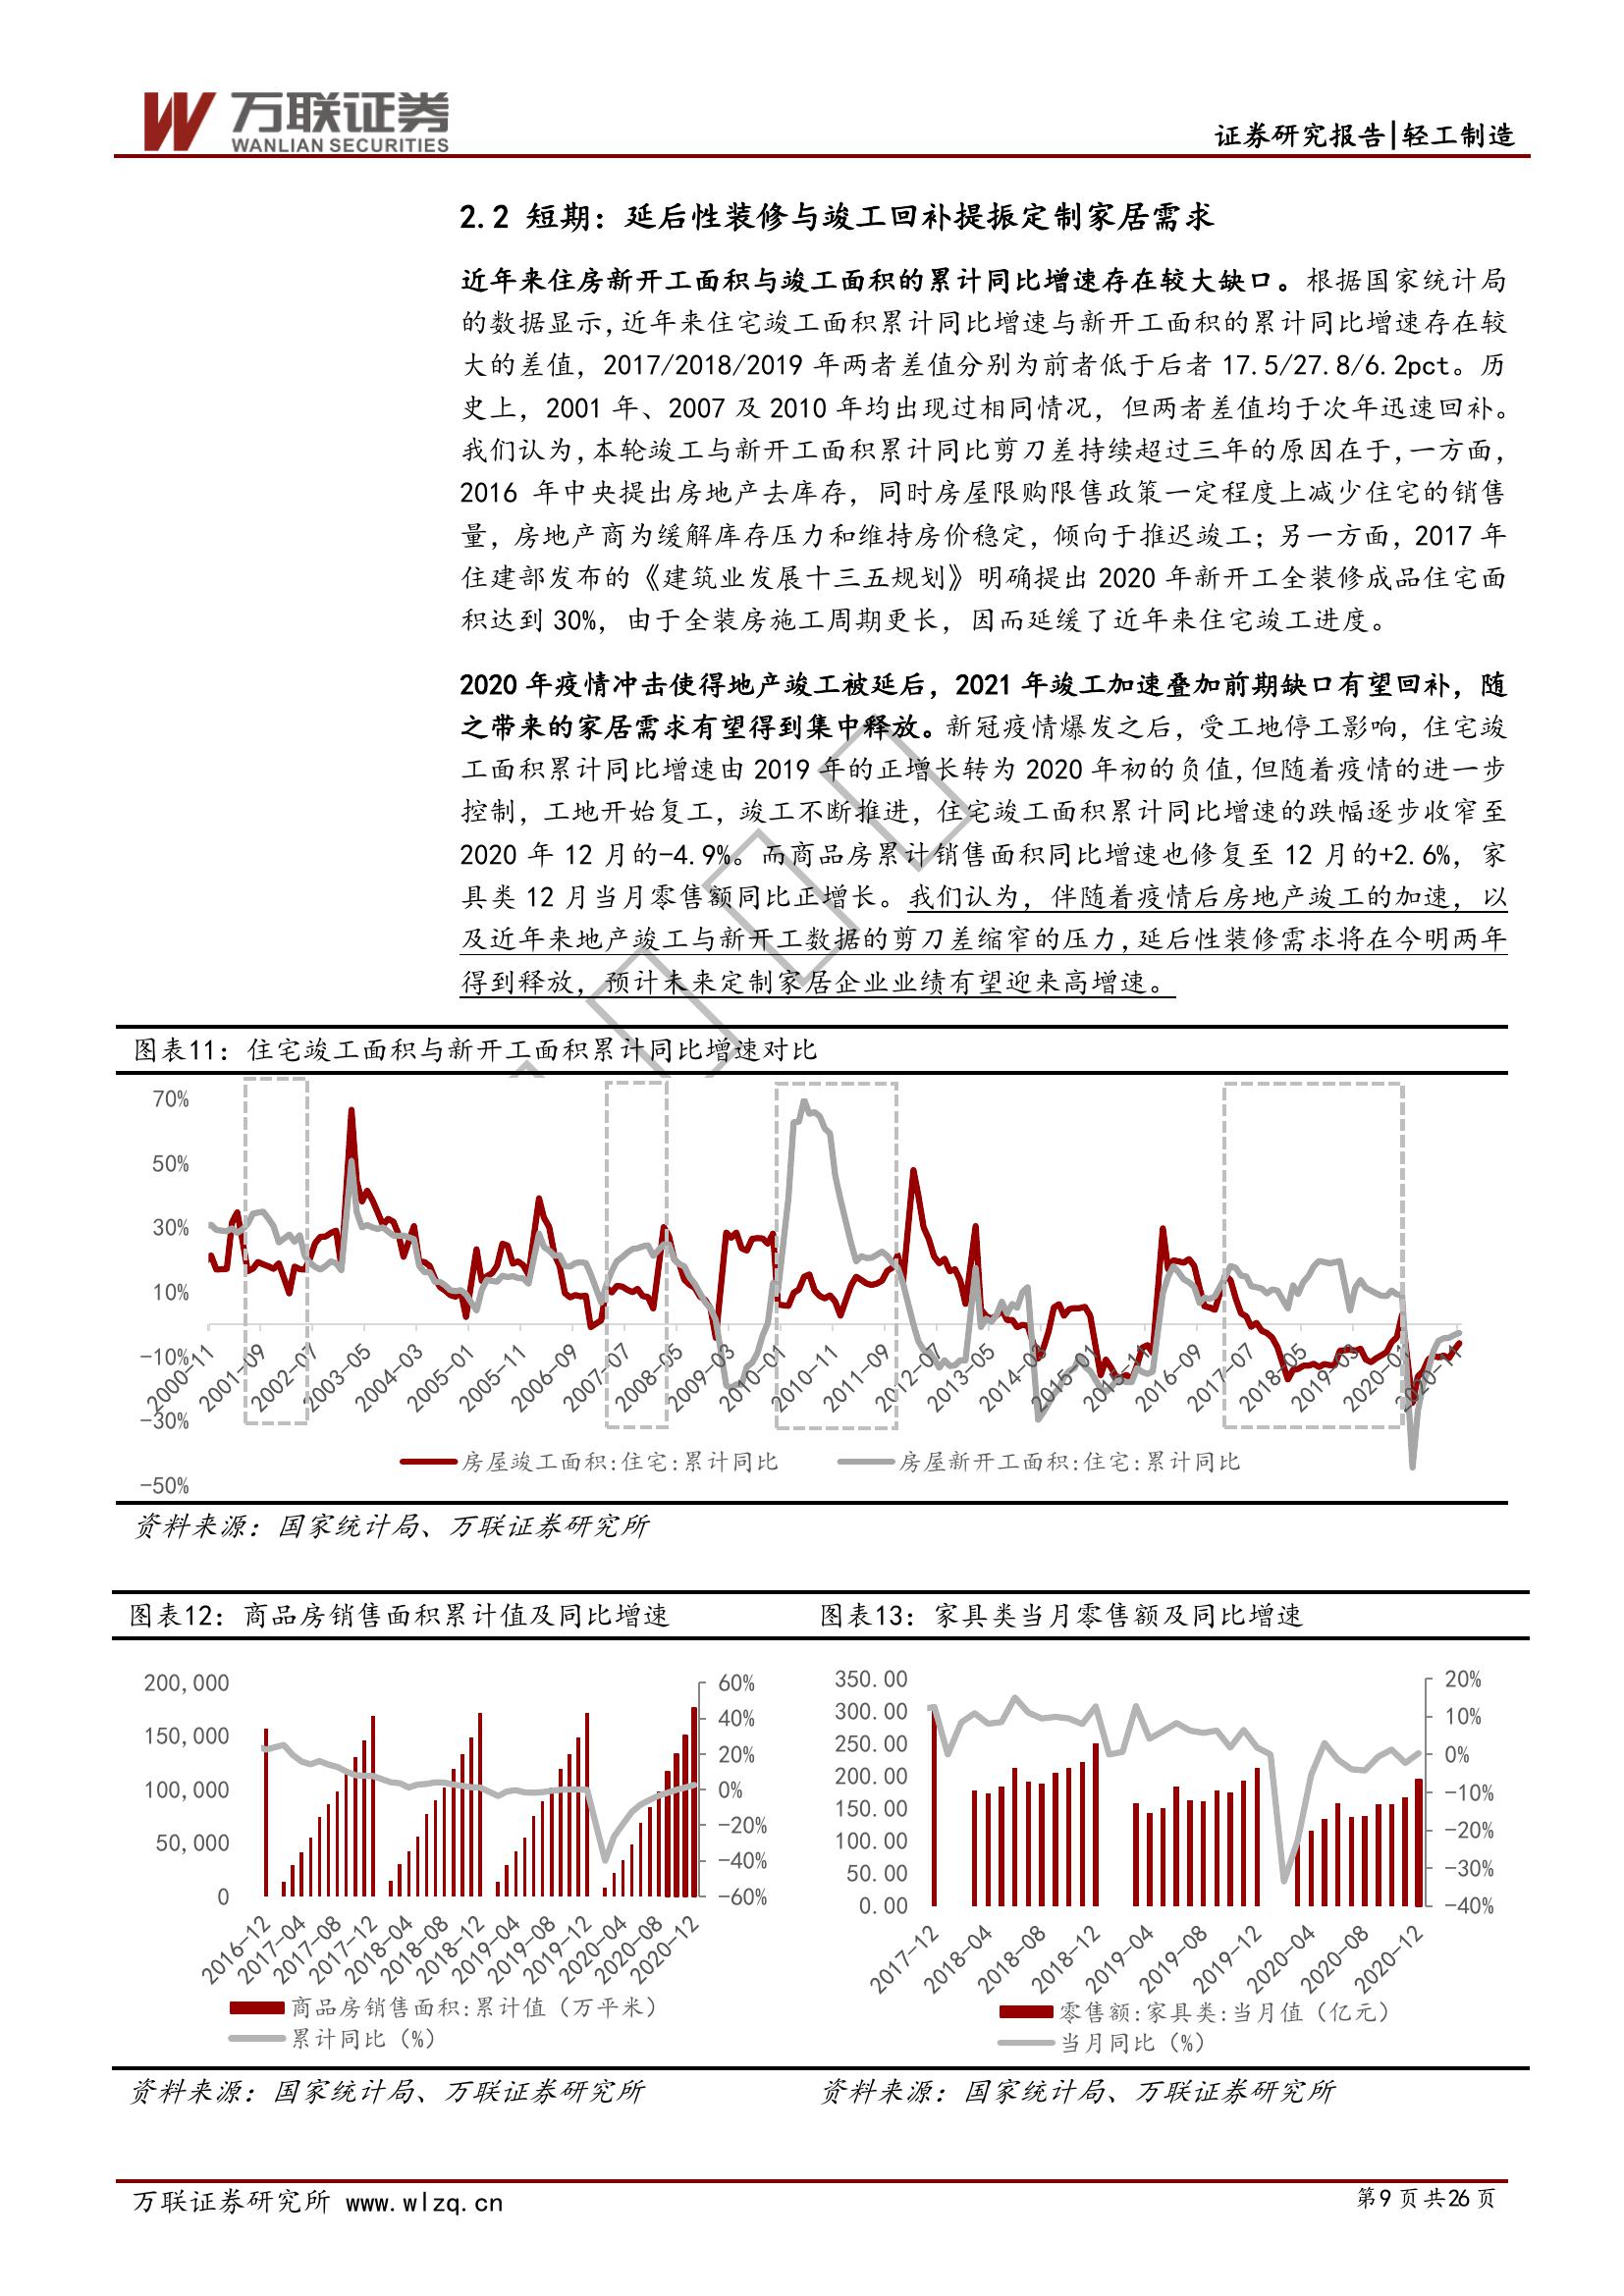 万联证券
WANLIAN SECURITIES
证券研究报告|轻工制造
2.2 短期：延后性装修与竣工回补提振定制家居需求
近年来住房新开工面积与竣工面积的累计同比增速存在较大缺口。根据国家统计局
的数据显示,近年来住宅竣工面积累计同比增速与新开工面积的累计同比增速存在较
大的差值，2017/2018/2019 年两者差值分别为前者低于后者 17.5/27.8/6.2pct。历
史上，2001 年、2007 及 2010 年均出现过相同情况，但两者差值均于次年迅速回补。
我们认为,本轮竣工与新开工面积累计同比剪刀差持续超过三年的原因在于,一方面，
2016 年中央提出房地产去库存，同时房屋限购限售政策一定程度上减少住宅的销售
量，房地产商为缓解库存压力和维持房价稳定，倾向于推迟竣工；另一方面，2017 年
住建部发布的《建筑业发展十三五规划》明确提出 2020 年新开工全装修成品住宅面
积达到 30%，由于全装房施工周期更长，因而延缓了近年来住宅竣工进度。
2020 年疫情冲击使得地产竣工被延后，2021 年竣工加速叠加前期缺口有望回补，随
之带来的家居需求有望得到集中释放。新冠疫情爆发之后，受工地停工影响，住宅竣
工面积累计同比增速由 2019 年的正增长转为 2020 年初的负值,但随着疫情的进一步
控制，工地开始复工，竣工不断推进，住宅竣工面积累计同比增速的跌幅逐步收窄至
2020 年 12 月的-4.9%。而商品房累计销售面积同比增速也修复至 12 月的+2.6%，家
具类 12 月当月零售额同比正增长。我们认为，伴随着疫情后房地产竣工的加速，以
及近年来地产竣工与新开工数据的剪刀差缩窄的压力,延后性装修需求将在今明两年
得到释放，预计未来定制家居企业业绩有望迎来高增速。
图表11：住宅竣工面积与新开工面积累计同比增速对比
70%
50%
30%
10%
-10%
-30%
-50%
2000-11
2001-09
2002-07
2003-05
2004-03
2005-01
2005-11
2006-09
2007-07
2008-05
2009-03
2010-01
2010-11
2011-09
2012-07
2013-05
2014-03
2015-01
2015-11
2016-09
2017-07
2018-05
2019-03
2020-01
2020-11
房屋竣工面积:住宅:累计同比
房屋新开工面积:住宅:累计同比
资料来源：国家统计局、万联证券研究所
图表12：商品房销售面积累计值及同比增速
200,000
150,000
100,000
50,000
0
60%
40%
20%
0%
-20%
-40%
-60%
2016-12
2017-04
2017-08
2017-12
2018-04
2018-08
2018-12
2019-04
2019-08
2019-12
2020-04
2020-08
2020-12
商品房销售面积:累计值（万平米）
累计同比（%）
资料来源：国家统计局、万联证券研究所
图表13：家具类当月零售额及同比增速
350.00
300.00
250.00
200.00
150.00
100.00
50.00
0.00
20%
10%
0%
-10%
-20%
-30%
-40%
2017-12
2018-04
2018-08
2018-12
2019-04
2019-08
2019-12
2020-04
2020-08
2020-12
零售额:家具类:当月值（亿元）
当月同比（%）
资料来源：国家统计局、万联证券研究所
万联证券研究所 www.wlzq.cn
第9 页 共26 页